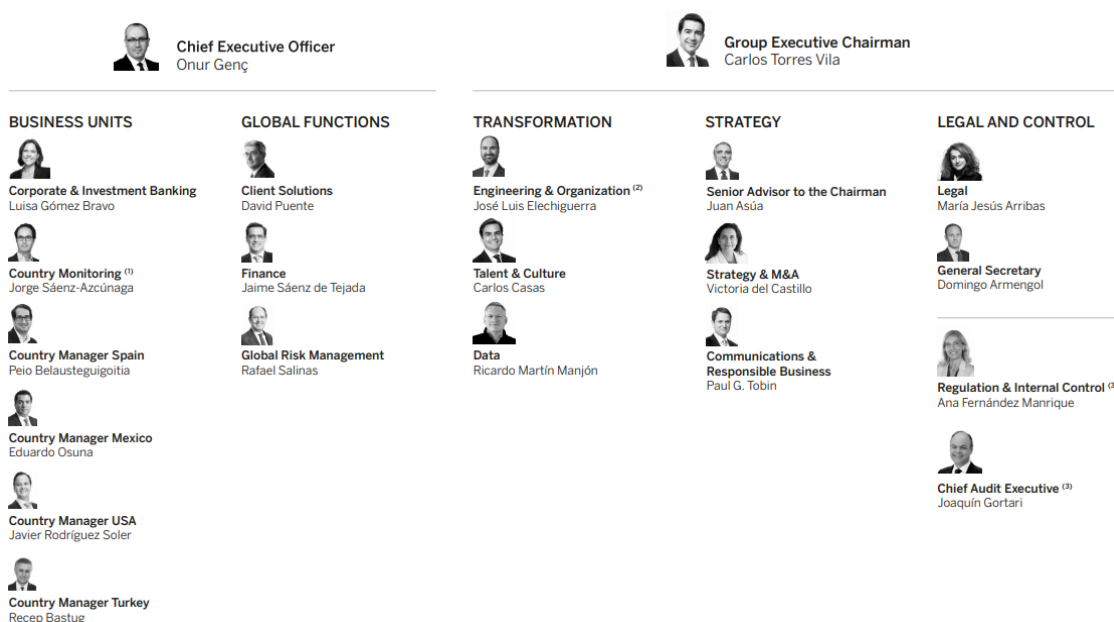 Chief Executive Officer
Onur Genç
Group Executive Chairman
Carlos Torres Vila
BUSINESS UNITS
Corporate & Investment Banking
Luisa Gómez Bravo
Country Monitoring (1)
Jorge Sáenz-Azcúnaga
Country Manager Spain
Peio Belausteguigoitia
Country Manager Mexico
Eduardo Osuna
Country Manager USA
Javier Rodríguez Soler
Country Manager Turkey
Recep Bastug
GLOBAL FUNCTIONS
Client Solutions
David Puente
Finance
Jaime Sáenz de Tejada
Global Risk Management
Rafael Salinas
TRANSFORMATION
Engineering & Organization (2)
José Luis Elechiguerra
Talent & Culture
Carlos Casas
Data
Ricardo Martín Manjón
STRATEGY
Senior Advisor to the Chairman
Juan Asúa
Strategy & M&A
Victoria del Castillo
Communications &
Responsible Business
Paul G. Tobin
LEGAL AND CONTROL
Legal
María Jesús Arribas
General Secretary
Domingo Armengol
Regulation & Internal Control (3
Ana Fernández Manrique
Chief Audit Executive (3)
Joaquín Gortari